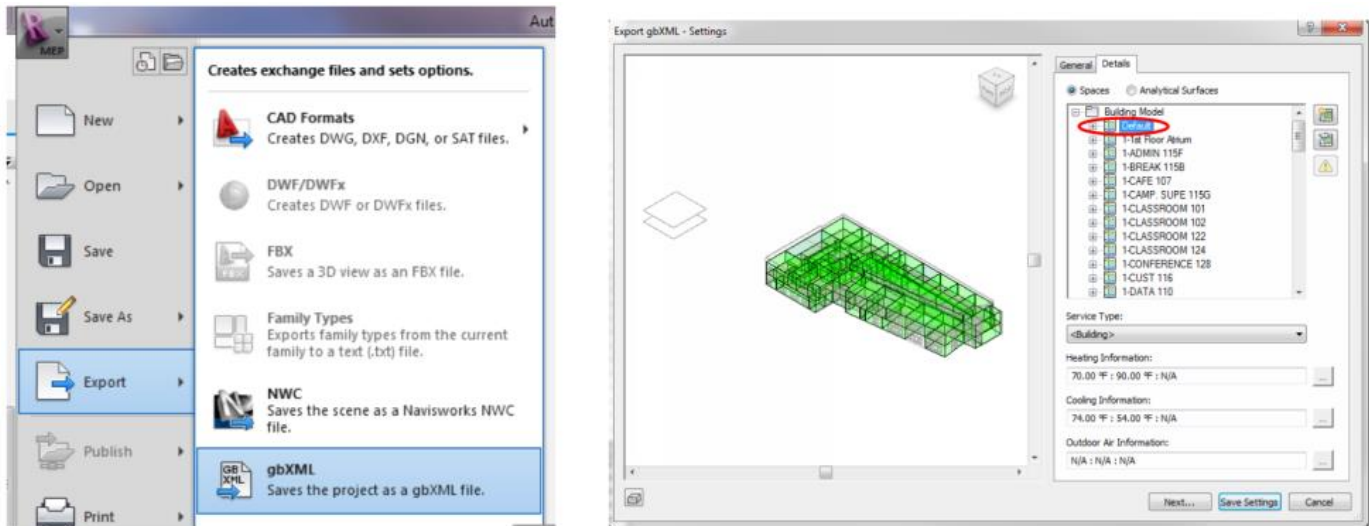 Aut
MEP
New
Open
Save
Save As
Export
Publish
Print
Creates exchange files and sets options.
CAD Formats
Creates DWG, DXF, DGN, or SAT files.
DWF/DWFx
Creates DWF or DWFx files.
FBX
Saves a 3D view as an FBX file.
Family Types
Exports family types from the current
family to a text (.txt) file.
NWC
Saves the scene as a Navisworks NWC
file.
GB
XML
gbXML
Saves the project as a gbXML file.
Export gbXML - Settings
General Details
Spaces Analytical Surfaces
Building Model
Default
1-1st Floor Atrium
1-ADMIN 115F
1-BREAK 115B
1-CAFE 107
1-CAMP. SUPE 115G
1-CLASSROOM 101
1-CLASSROOM 102
1-CLASSROOM 122
1-CLASSROOM 124
1-CONFERENCE 128
1-CUST 116
1-DATA 110
Service Type:
<Building>
Heating Information:
70.00 °F : 90.00 °F : N/A
...
Cooling Information:
74.00 °F : 54.00 °F : N/A
...
Outdoor Air Information:
N/A : N/A : N/A
...
Next... Save Settings Cancel